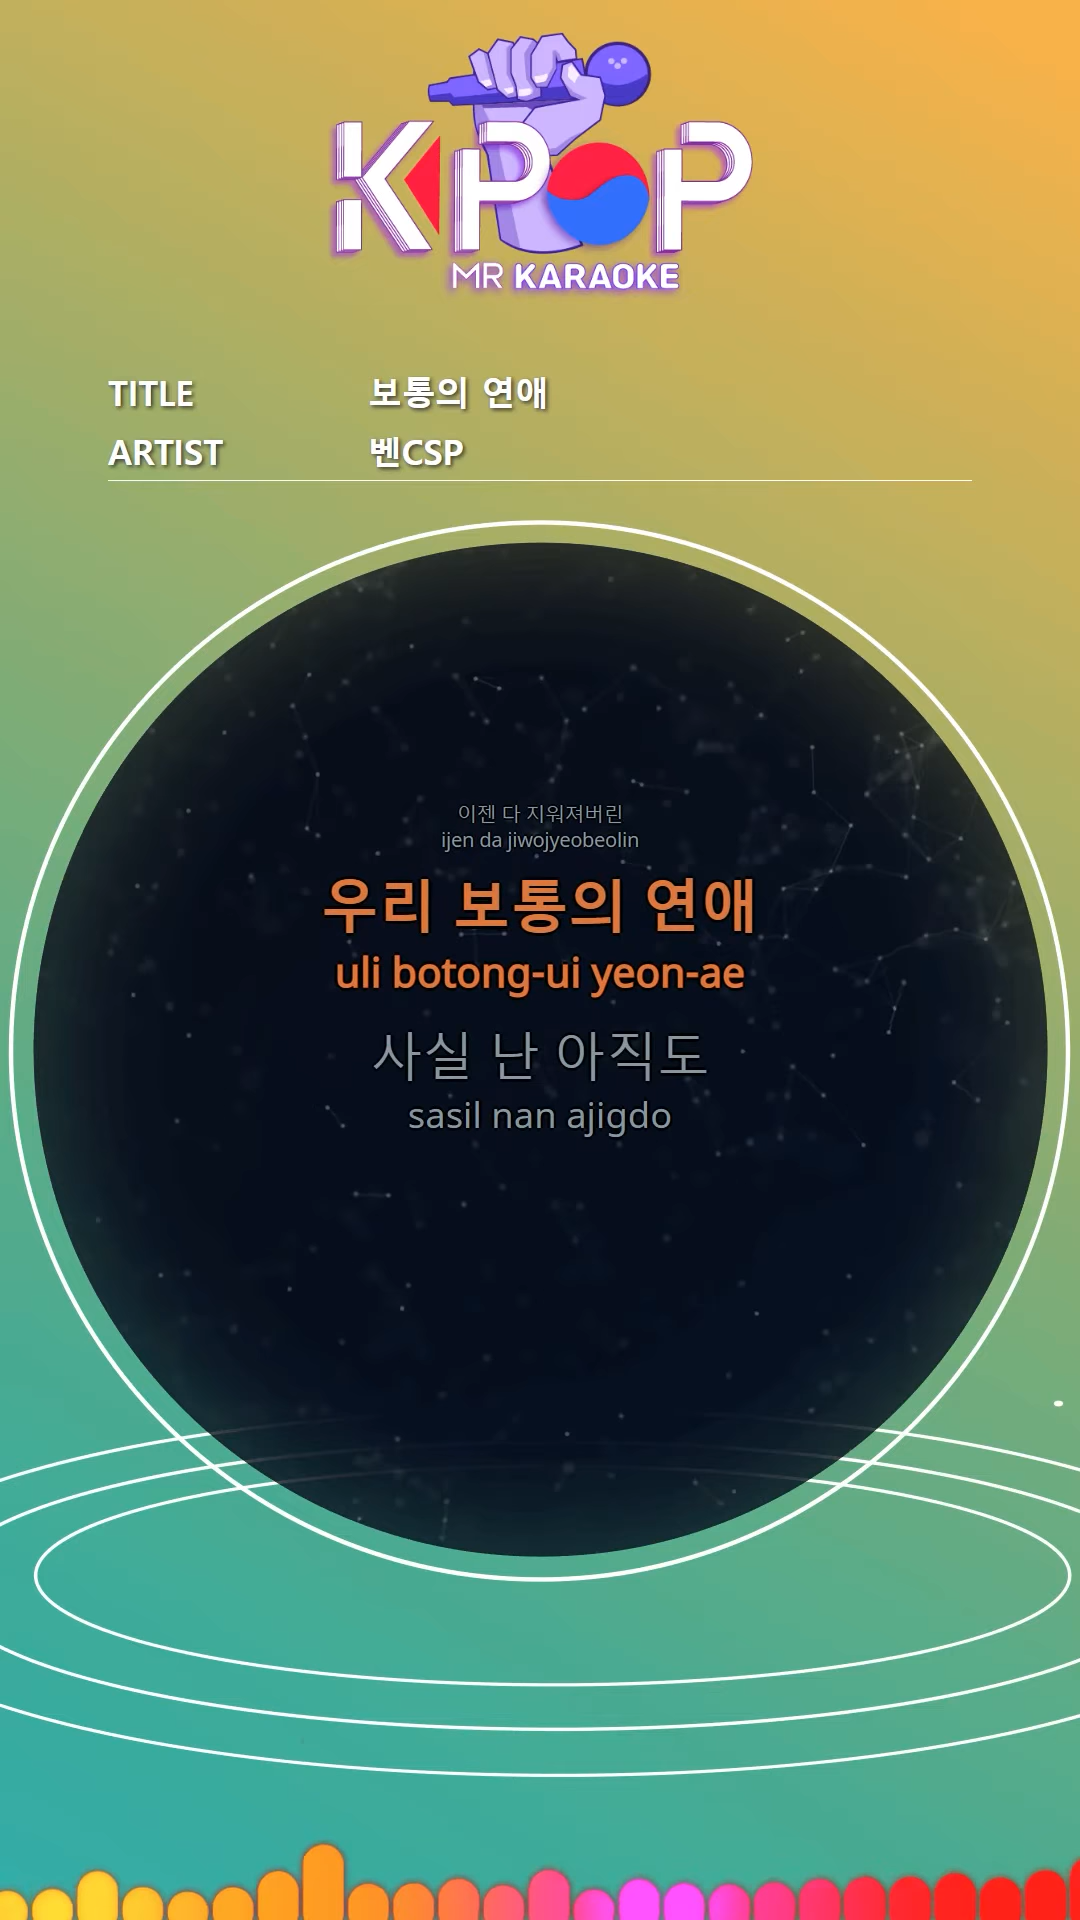 KPOP
MR KARAOKE
TITLE 보통의 연애
ARTIST 벤CSP
이젠 다 지워져버린
ijen da jiwojyeobeolin
우리 보통의 연애
uli botong-ui yeon-ae
사실 난 아직도
sasil nan ajigdo